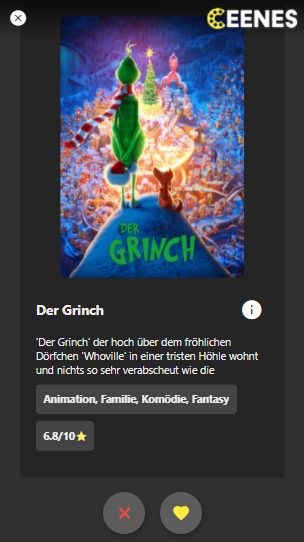 CEENES
DER
GRINCH
Der Grinch
'Der Grinch' der hoch über dem fröhlichen
Dörfchen 'Whoville' in einer tristen Höhle wohnt
und nichts so sehr verabscheut wie die
Animation, Familie, Komödie, Fantasy
6.8/10⭐